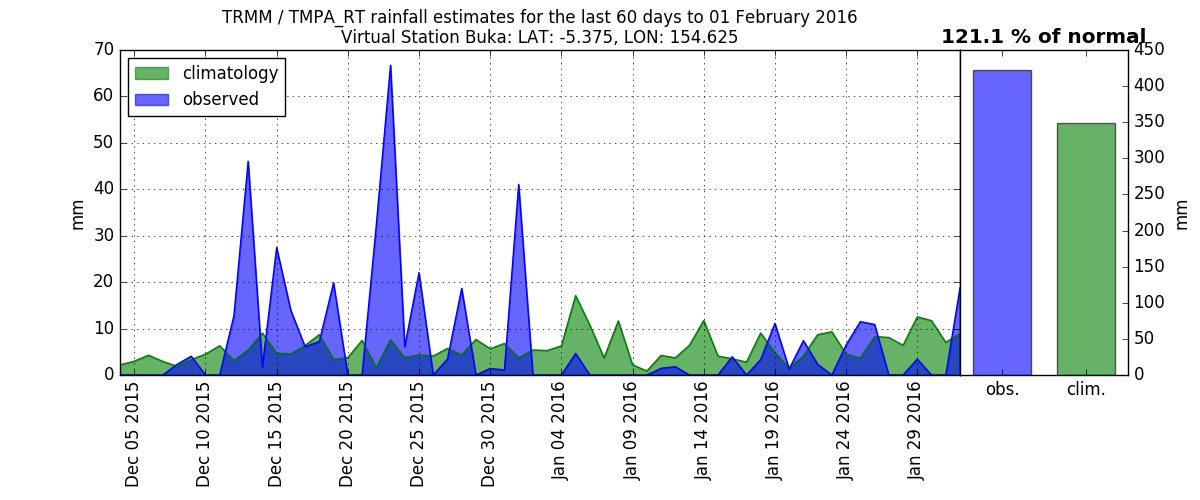 TRMM / TMPA_RT rainfall estimates for the last 60 days to 01 February 2016
Virtual Station Buka: LAT: -5.375, LON: 154.625
121.1 % of normal
climatology
observed
70
60
50
40
30
20
10
0
mm
Dec 05 2015
Dec 10 2015
Dec 15 2015
Dec 20 2015
Dec 25 2015
Dec 30 2015
Jan 04 2016
Jan 09 2016
Jan 14 2016
Jan 19 2016
Jan 24 2016
Jan 29 2016
obs.
clim.
450
400
350
300
250
200
150
100
50
0
mm